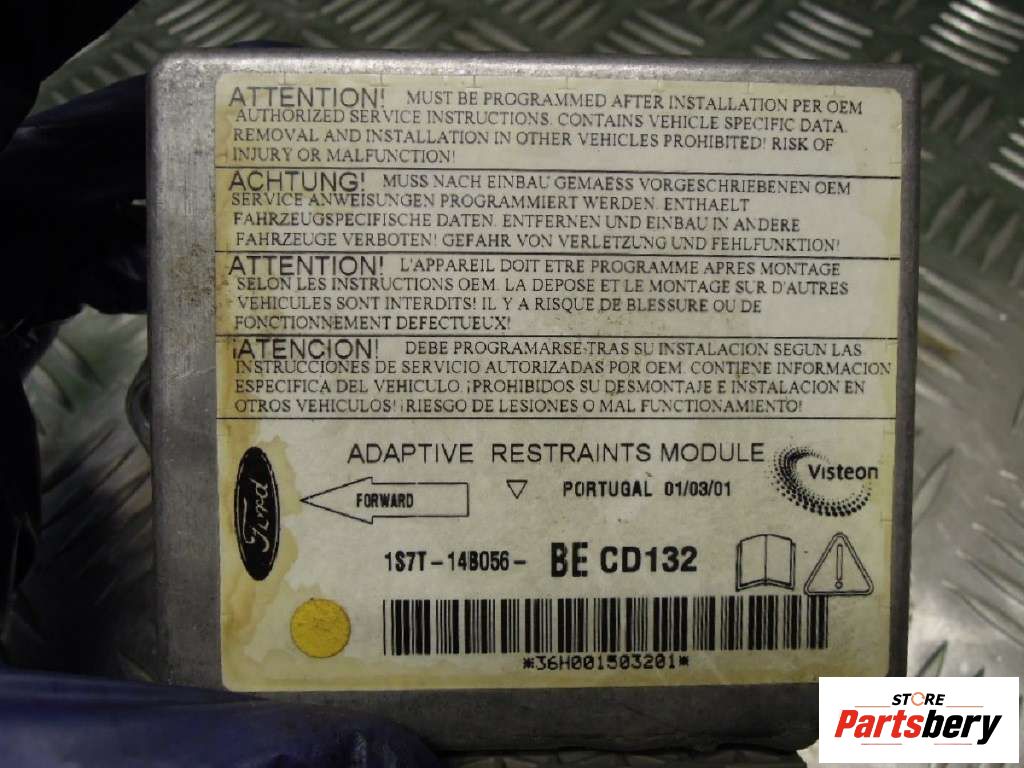 ATTENTION! MUST BE PROGRAMMED AFTER INSTALLATION PER OEM
AUTHORIZED SERVICE INSTRUCTIONS. CONTAINS VEHICLE SPECIFIC DATA.
REMOVAL AND INSTALLATION IN OTHER VEHICLES PROHIBITED! RISK OF
INJURY OR MALFUNCTION!
ACHTUNG! MUSS NACH EINBAU GEMAESS VORGESCHRIEBENEN OEM
SERVICE ANWEISUNGEN PROGRAMMIERT WERDEN. ENTHAELT
FAHRZEUGSPECIFISCHE DATEN. ENTFERNEN UND EINBAU IN ANDERE
FAHRZEUGE VERBOTEN! GEFAHR VON VERLETZUNG UND FEHLFUNKTION!
ATTENTION! L'APPAREIL DOIT ETRE PROGRAMME APRES MONTAGE
SELON LES INSTRUCTIONS OEM. LA DEPOSE ET LE MONTAGE SUR D'AUTRES
VEHICULES SONT INTERDITS! IL Y A RISQUE DE BLESSURE OU DE
FONCTIONNEMENT DEFECTUEUX!
¡ATENCION! DEBE PROGRAMARSE TRAS SU INSTALACION SEGUN LAS
INSTRUCCIONES DE SERVICIO AUTORIZADAS POR OEM. CONTIENE INFORMACION
ESPECIFICA DEL VEHICULO ¡PROHIBIDOS SU DESMONTAJE E INSTALACION EN
OTROS VEHICULOS! ¡RIESGO DE LESIONES O MAL FUNCTIONAMIENTO!
ADAPTIVE RESTRAINTS MODULE
Visteon
Ford
FORWARD
PORTUGAL 01/03/01
1S7T-14B056- BE CD132
*36H001503201*
STORE
Partsbery